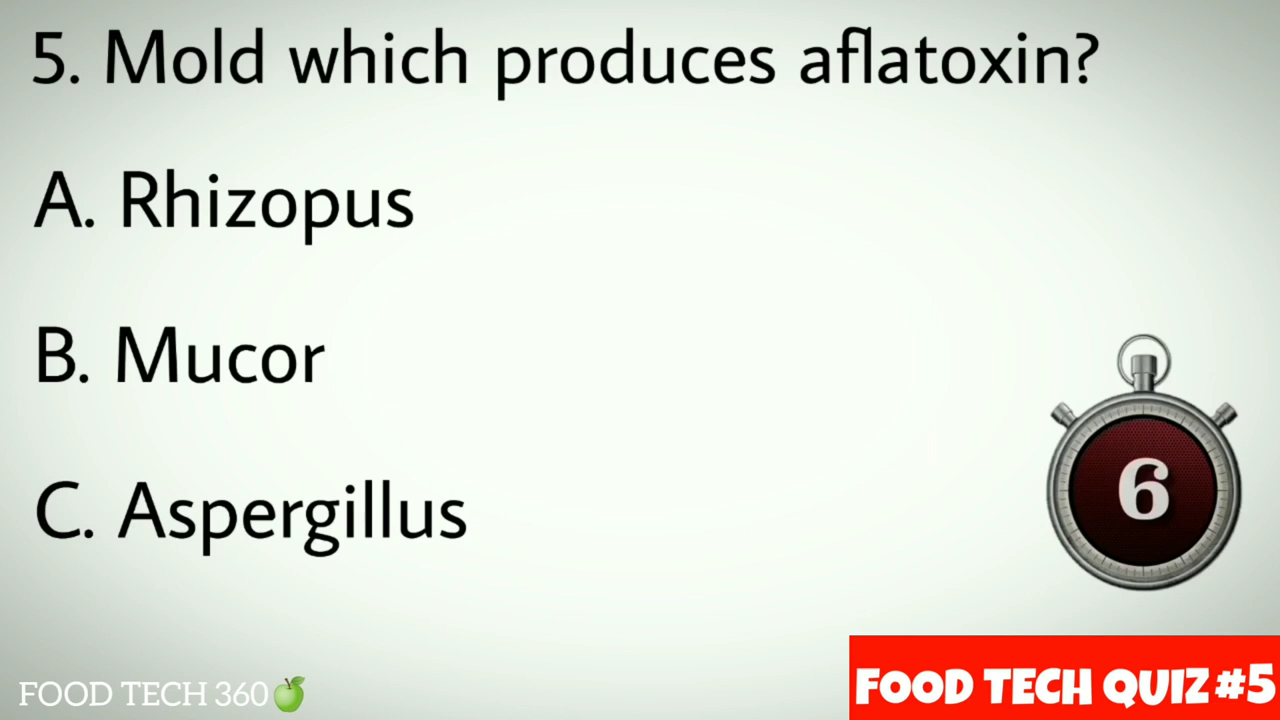 5. Mold which produces aflatoxin?
A. Rhizopus
B. Mucor
C. Aspergillus
6
FOOD TECH 360
FOOD TECH QUIZ #5